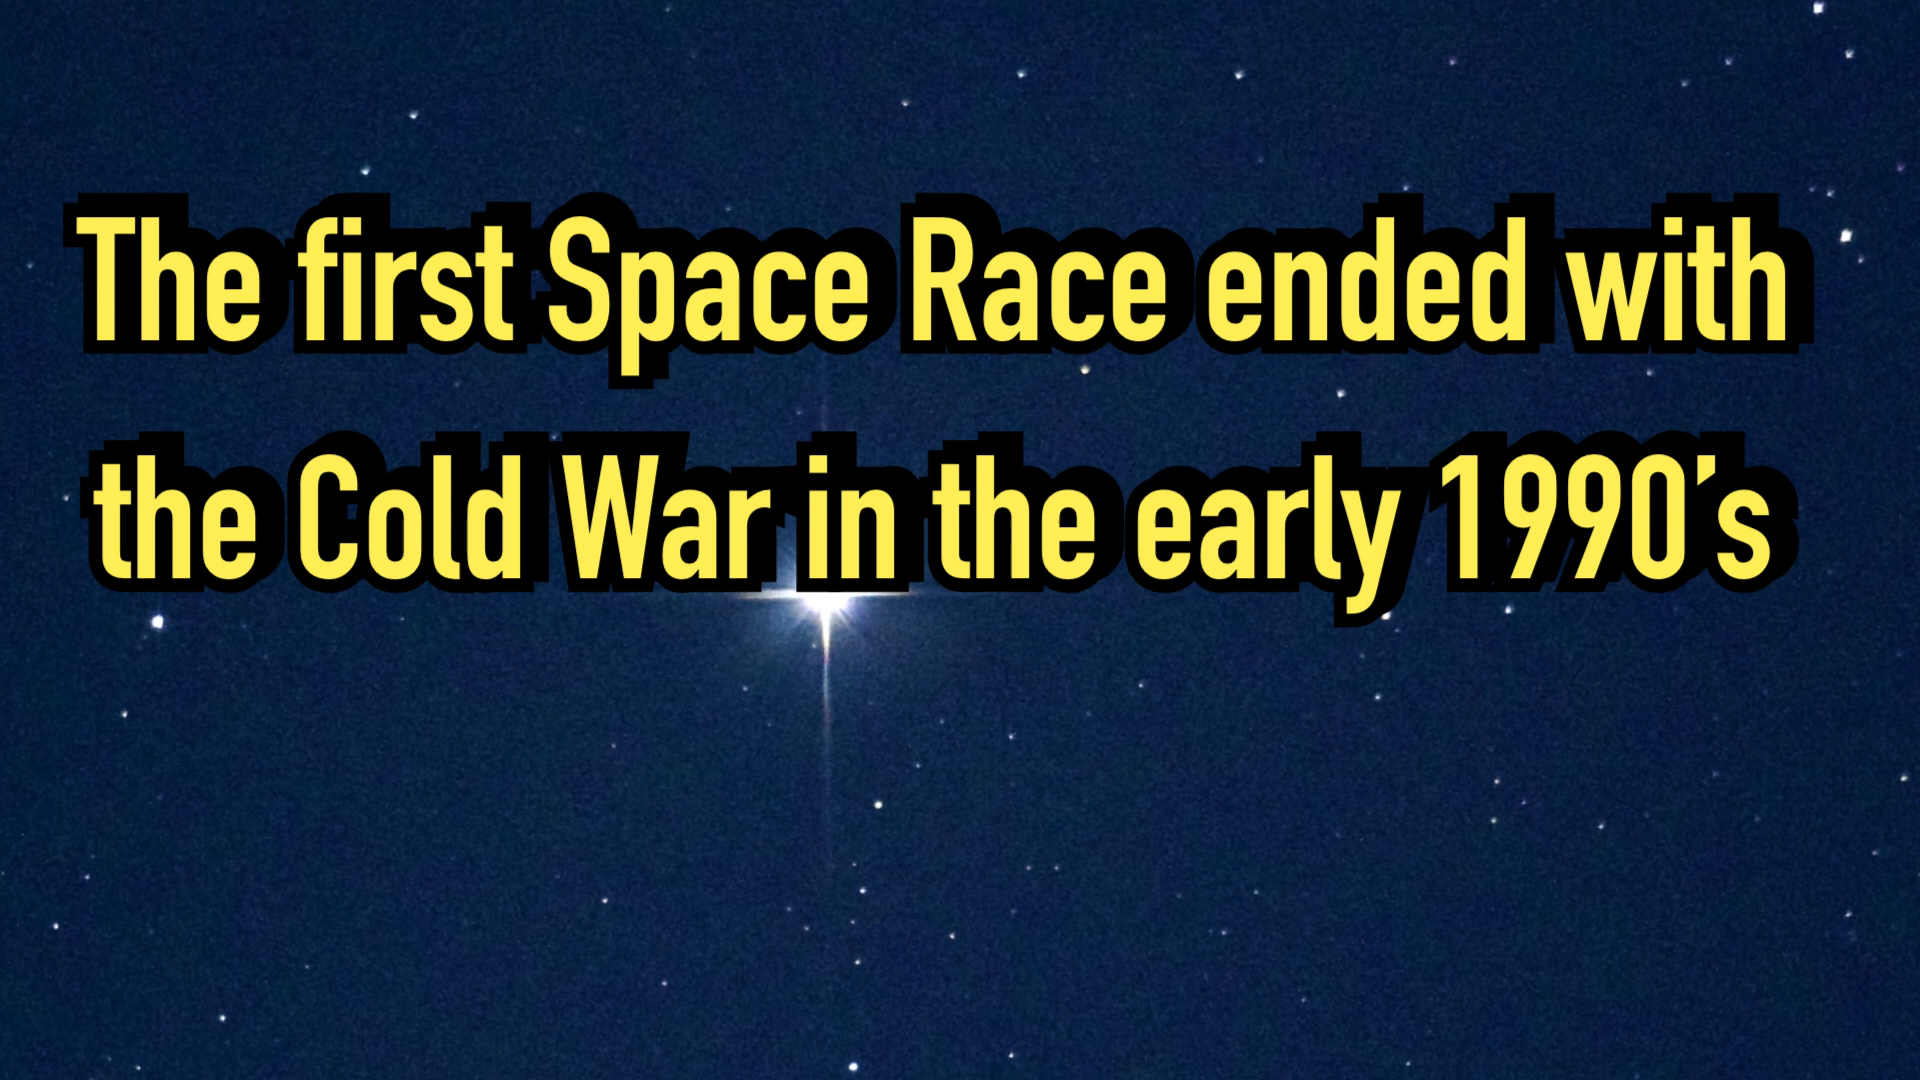 The first Space Race ended with
the Cold War in the early 1990’s